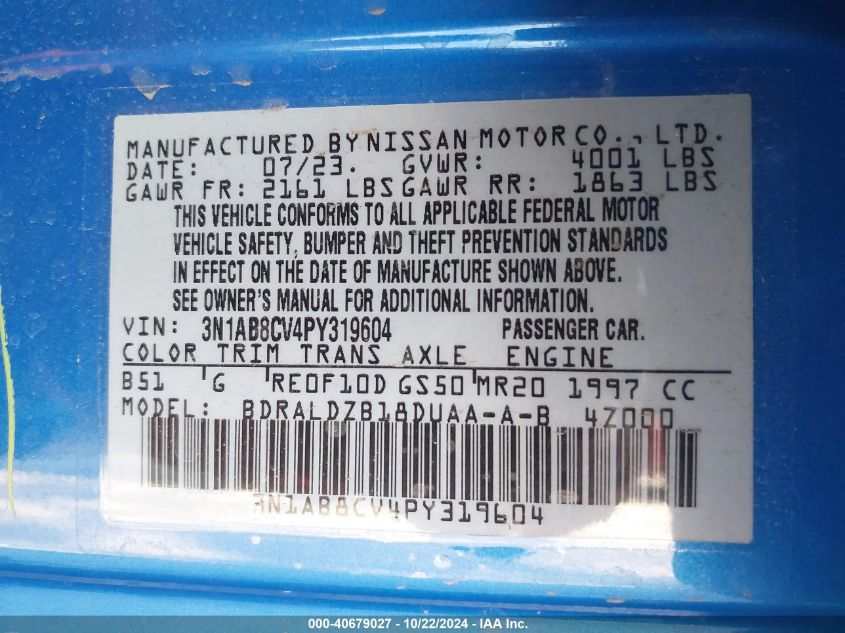 MANUFACTURED BY NISSAN MOTOR CO., LTD.
DATE: 07/23. GVWR: 4001 LBS
GAWR FR: 2161 LBS GAWR RR: 1863 LBS
THIS VEHICLE CONFORMS TO ALL APPLICABLE FEDERAL MOTOR
VEHICLE SAFETY, BUMPER AND THEFT PREVENTION STANDARDS
IN EFFECT ON THE DATE OF MANUFACTURE SHOWN ABOVE.
SEE OWNER'S MANUAL FOR ADDITIONAL INFORMATION.
VIN: 3N1AB8CV4PY319604 PASSENGER CAR.
COLOR TRIM TRANS AXLE ENGINE
B51 G RE0F10D GS50 MR20 1997 CC
MODEL: BDRALDZB18DUAA-A-B 4Z000
3N1AB8CV4PY319604
000-40679027 - 10/22/2024 - IAA Inc.